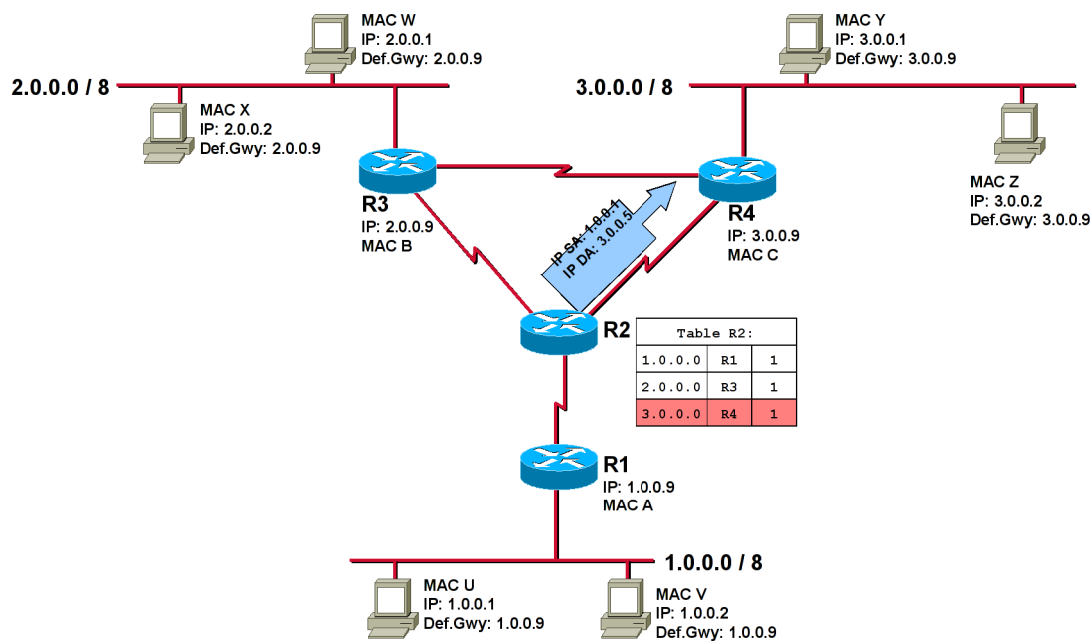 MAC W
IP: 2.0.0.1
Def.Gwy: 2.0.0.9
MAC Y
IP: 3.0.0.1
Def.Gwy: 3.0.0.9
2.0.0.0 / 8
3.0.0.0 / 8
MAC X
IP: 2.0.0.2
Def.Gwy: 2.0.0.9
MAC Z
IP: 3.0.0.2
Def.Gwy: 3.0.0.9
R3
IP: 2.0.0.9
MAC B
R4
IP: 3.0.0.9
MAC C
IP SA: 1.0.0.1
IP DA: 3.0.0.5
R2
Table R2:
1.0.0.0 R1 1
2.0.0.0 R3 1
3.0.0.0 R4 1
R1
IP: 1.0.0.9
MAC A
1.0.0.0 / 8
MAC U
IP: 1.0.0.1
Def.Gwy: 1.0.0.9
MAC V
IP: 1.0.0.2
Def.Gwy: 1.0.0.9